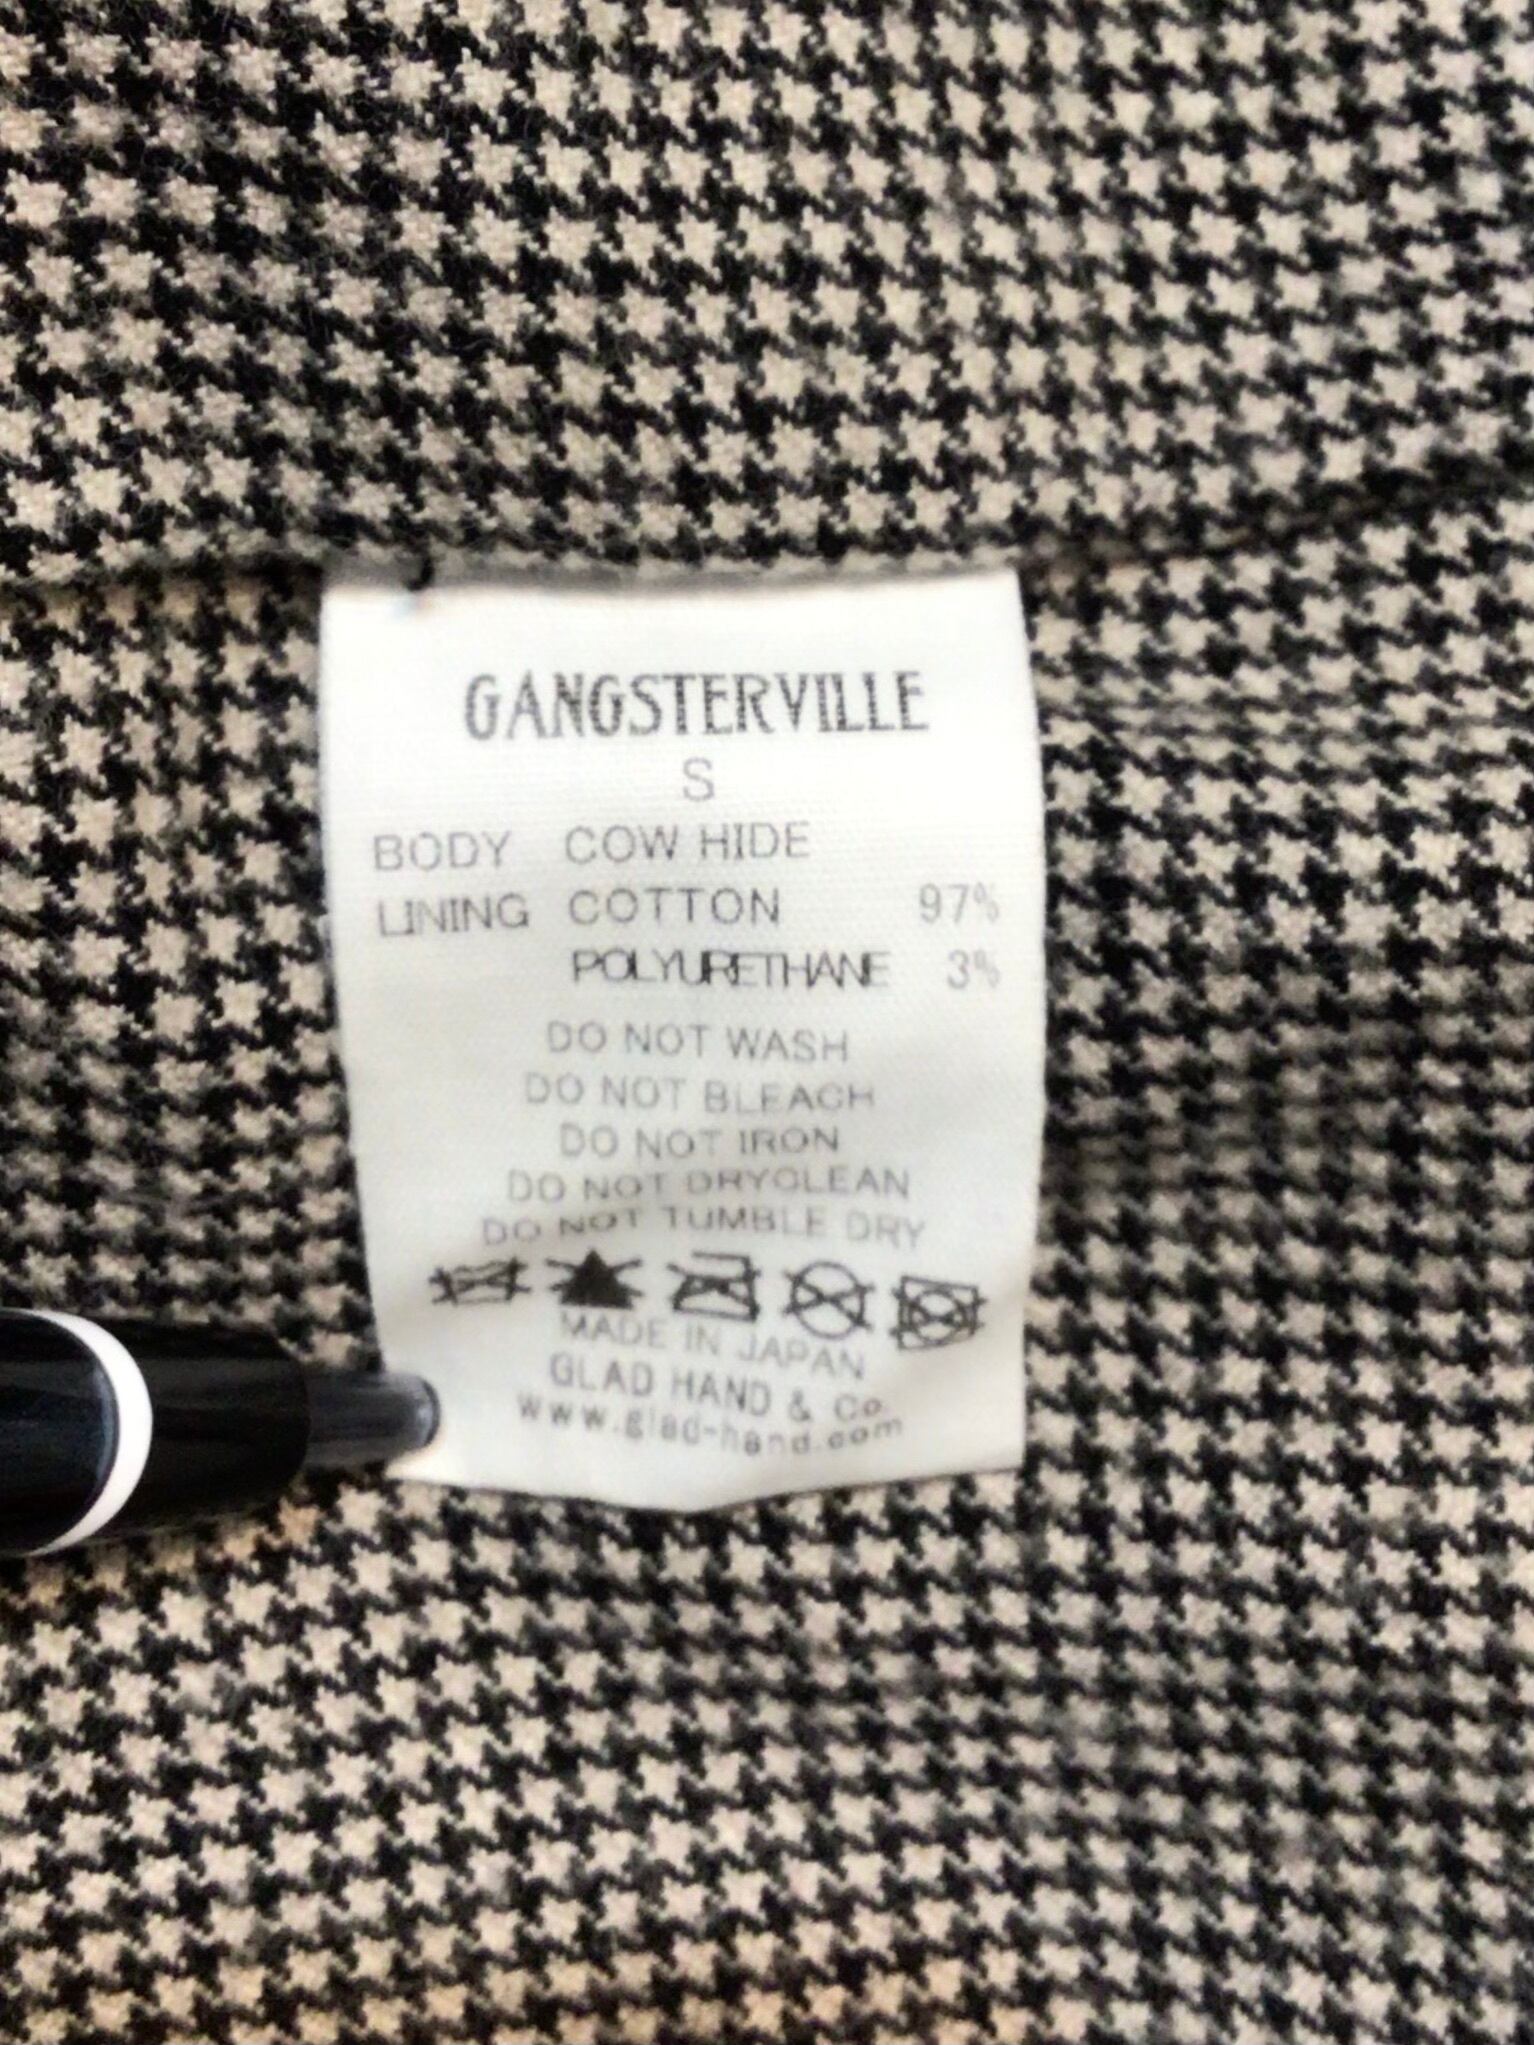 GANGSTERVILLE
S
BODY COW HIDE
LINING COTTON 97%
POLYURETHANE 3%
DO NOT WASH
DO NOT BLEACH
DO NOT IRON
DO NOT DRYCLEAN
DO NOT TUMBLE DRY
MADE IN JAPAN
GLAD HAND & Co.
www.glad-hand.com